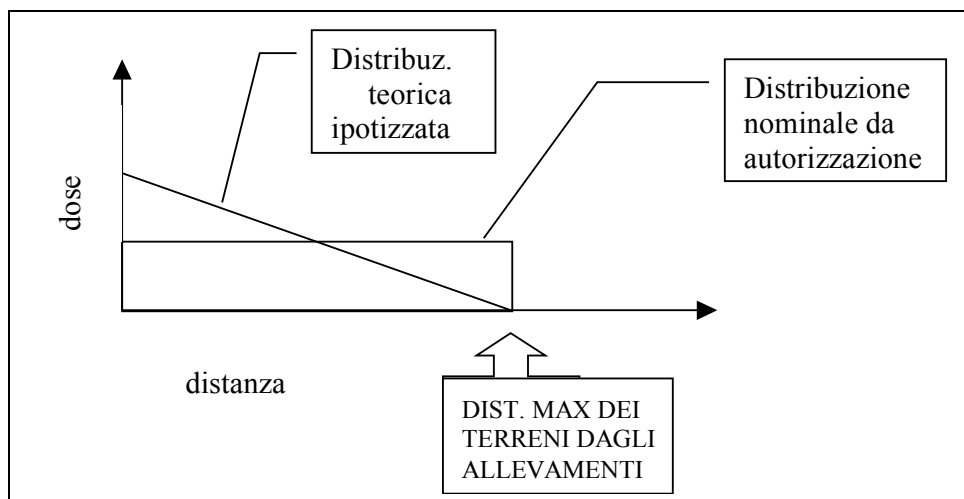 Distribuz.
teorica
ipotizzata
Distribuzione
nominale da
autorizzazione
dose
distanza
DIST. MAX DEI
TERRENI DAGLI
ALLEVAMENTI